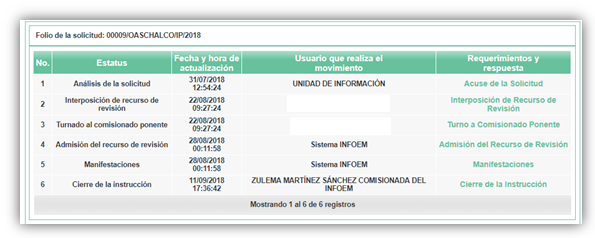 Folio de la solicitud: 00009/OASCHALCO/IP/2018
No. Estatus Fecha y hora de actualización Usuario que realiza el movimiento Requerimientos y respuesta
1 Análisis de la solicitud 31/07/2018 12:54:24 UNIDAD DE INFORMACIÓN Acuse de la Solicitud
2 Interposición de recurso de revisión 22/08/2018 09:27:24 Interposición de Recurso de Revisión
3 Turnado al comisionado ponente 22/08/2018 09:27:24 Turno a Comisionado Ponente
4 Admisión del recurso de revisión 28/08/2018 00:11:58 Sistema INFOEM Admisión del Recurso de Revisión
5 Manifestaciones 28/08/2018 00:11:58 Sistema INFOEM Manifestaciones
6 Cierre de la instrucción 11/09/2018 17:36:42 ZULEMA MARTÍNEZ SÁNCHEZ COMISIONADA DEL INFOEM Cierre de la instrucción
Mostrando 1 al 6 de 6 registros